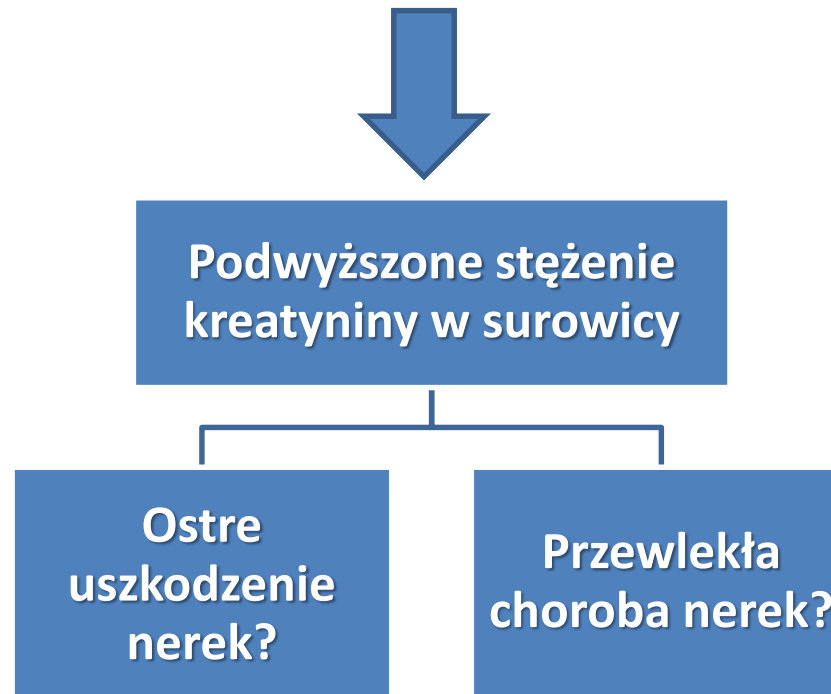 Podwyższone stężenie
kreatyniny w surowicy
Ostre
uszkodzenie
nerek?
Przewlekła
choroba nerek?